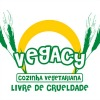 VEGACY
COZINHA VEGETARIANA
LIVRE DE CRUELDADE